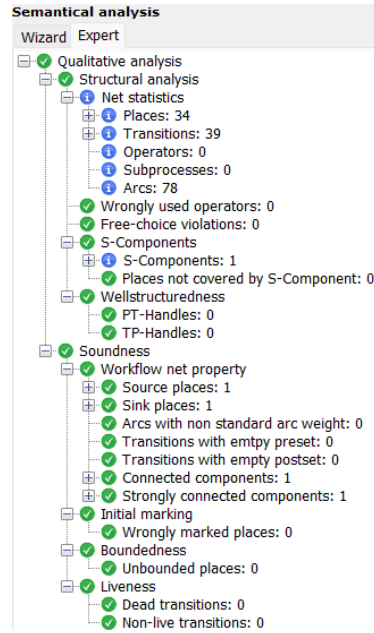 Semantical analysis
Wizard Expert
Qualitative analysis
Structural analysis
Net statistics
Places: 34
Transitions: 39
Operators: 0
Subprocesses: 0
Arcs: 78
Wrongly used operators: 0
Free-choice violations: 0
S-Components
S-Components: 1
Places not covered by S-Component: 0
Wellstructuredness
PT-Handles: 0
TP-Handles: 0
Soundness
Workflow net property
Source places: 1
Sink places: 1
Arcs with non standard arc weight: 0
Transitions with emtpy preset: 0
Transitions with empty postset: 0
Connected components: 1
Strongly connected components: 1
Initial marking
Wrongly marked places: 0
Boundedness
Unbounded places: 0
Liveness
Dead transitions: 0
Non-live transitions: 0